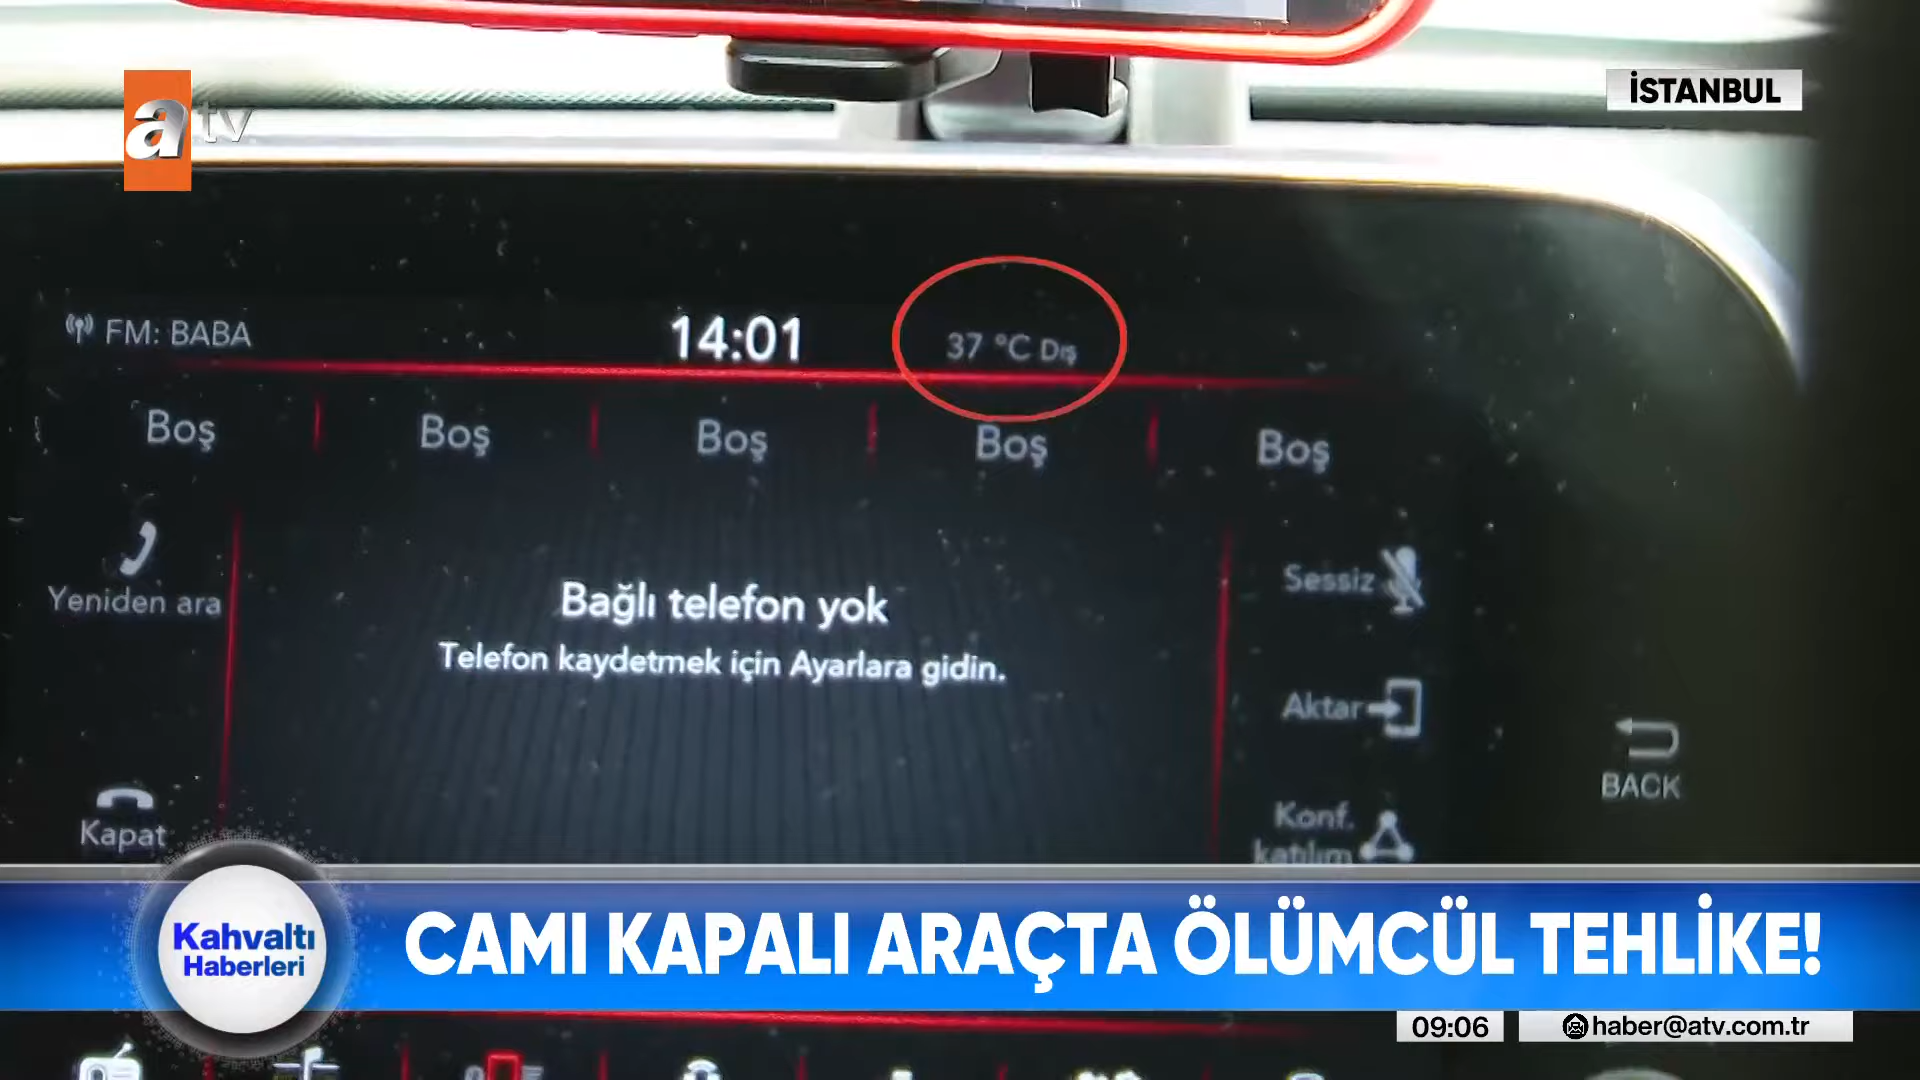 atv
İSTANBUL
FM: BABA
14:01
37 °C Dış
Boş
Boş
Boş
Boş
Boş
Yeniden ara
Bağlı telefon yok
Telefon kaydetmek için Ayarlara gidin.
Sessiz
Aktar
BACK
Kapat
Konf.
katılım
Kahvaltı
Haberleri
CAMI KAPALI ARAÇTA ÖLÜMCÜL TEHLİKE!
09:06
haber@atv.com.tr